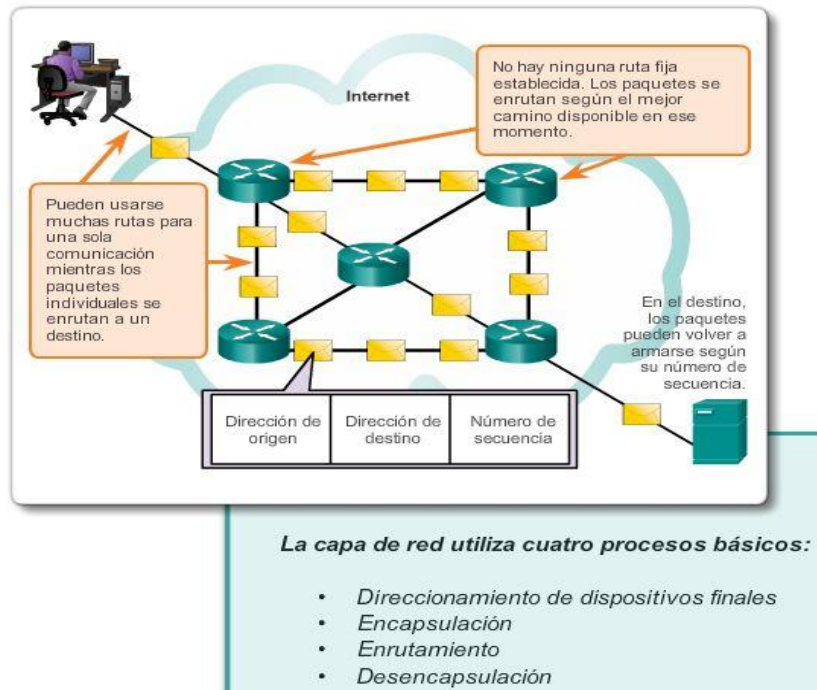 Internet
No hay ninguna ruta fija
establecida. Los paquetes se
enrutan según el mejor
camino disponible en ese
momento.
Pueden usarse
muchas rutas para
una sola
comunicación
mientras los
paquetes
individuales se
enrutan a un
destino.
En el destino,
los paquetes
pueden volver a
armarse según
su número de
secuencia.
Dirección de
origen
Dirección de
destino
Número de
secuencia
La capa de red utiliza cuatro procesos básicos:
• Direccionamiento de dispositivos finales
• Encapsulación
• Enrutamiento
• Desencapsulación